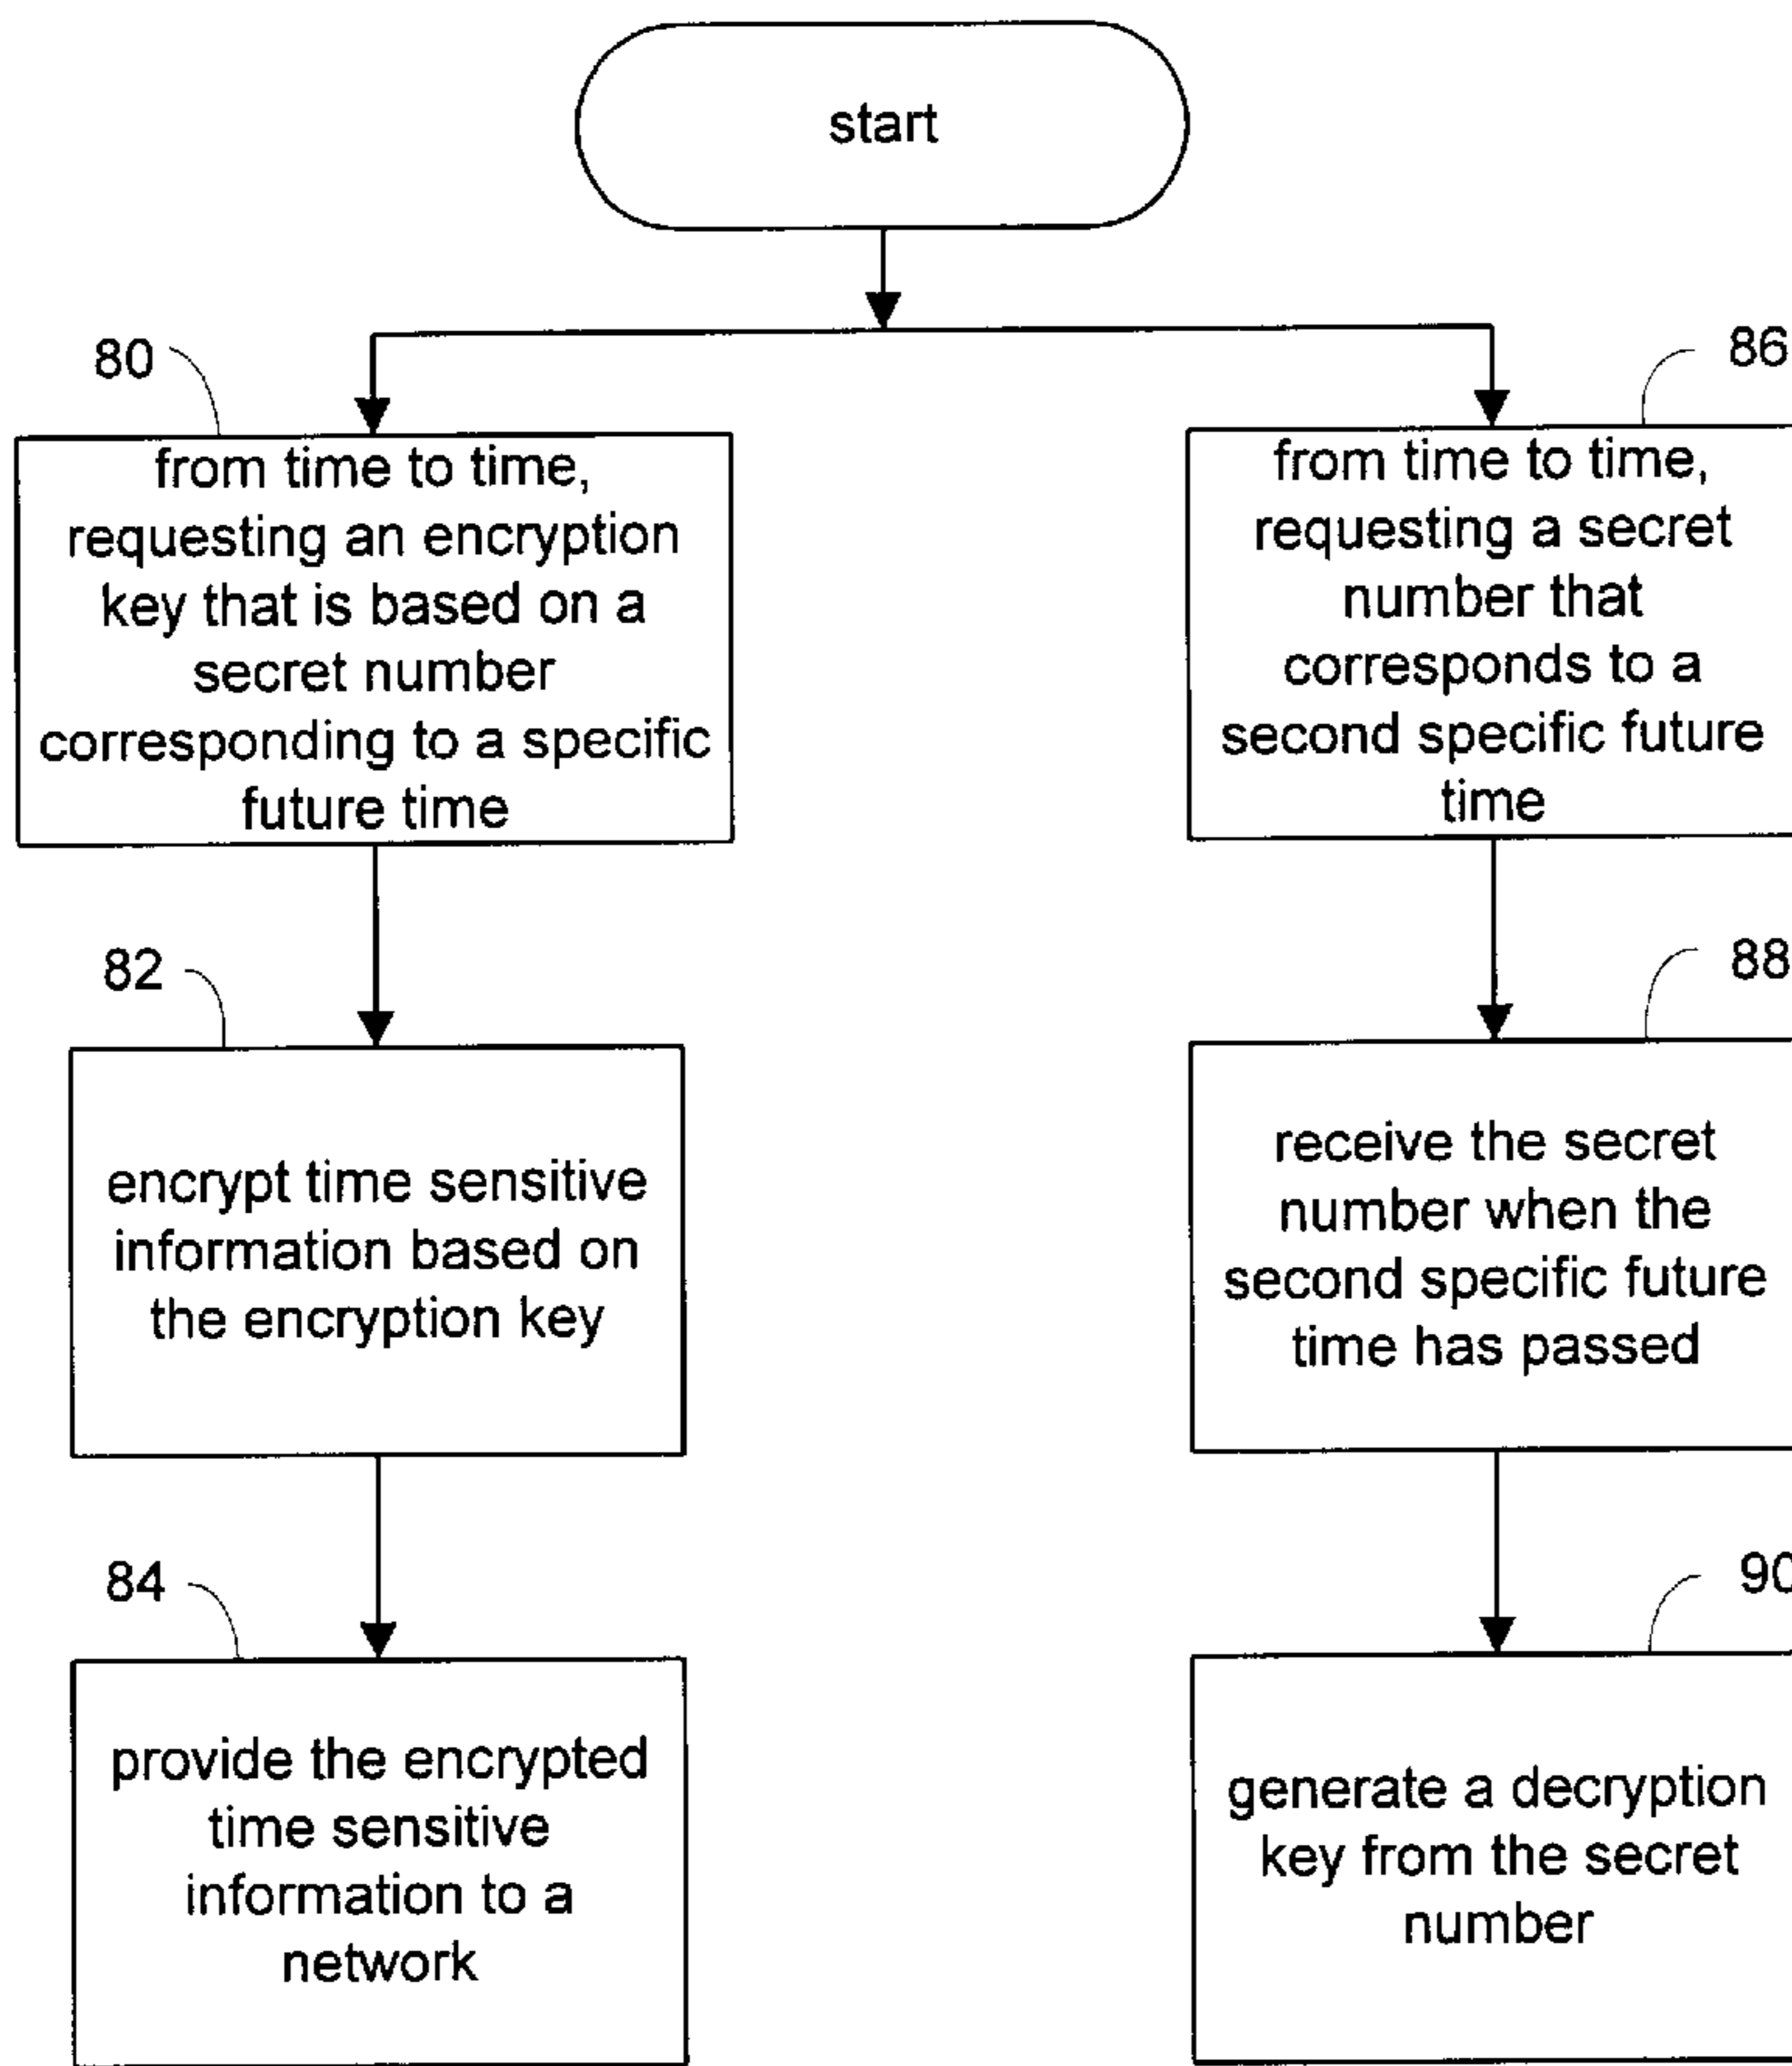 start
80
from time to time,
requesting an encryption
key that is based on a
secret number
corresponding to a specific
future time
82
encrypt time sensitive
information based on
the encryption key
84
provide the encrypted
time sensitive
information to a
network
86
from time to time,
requesting a secret
number that
corresponds to a
second specific future
time
88
receive the secret
number when the
second specific future
time has passed
90
generate a decryption
key from the secret
number